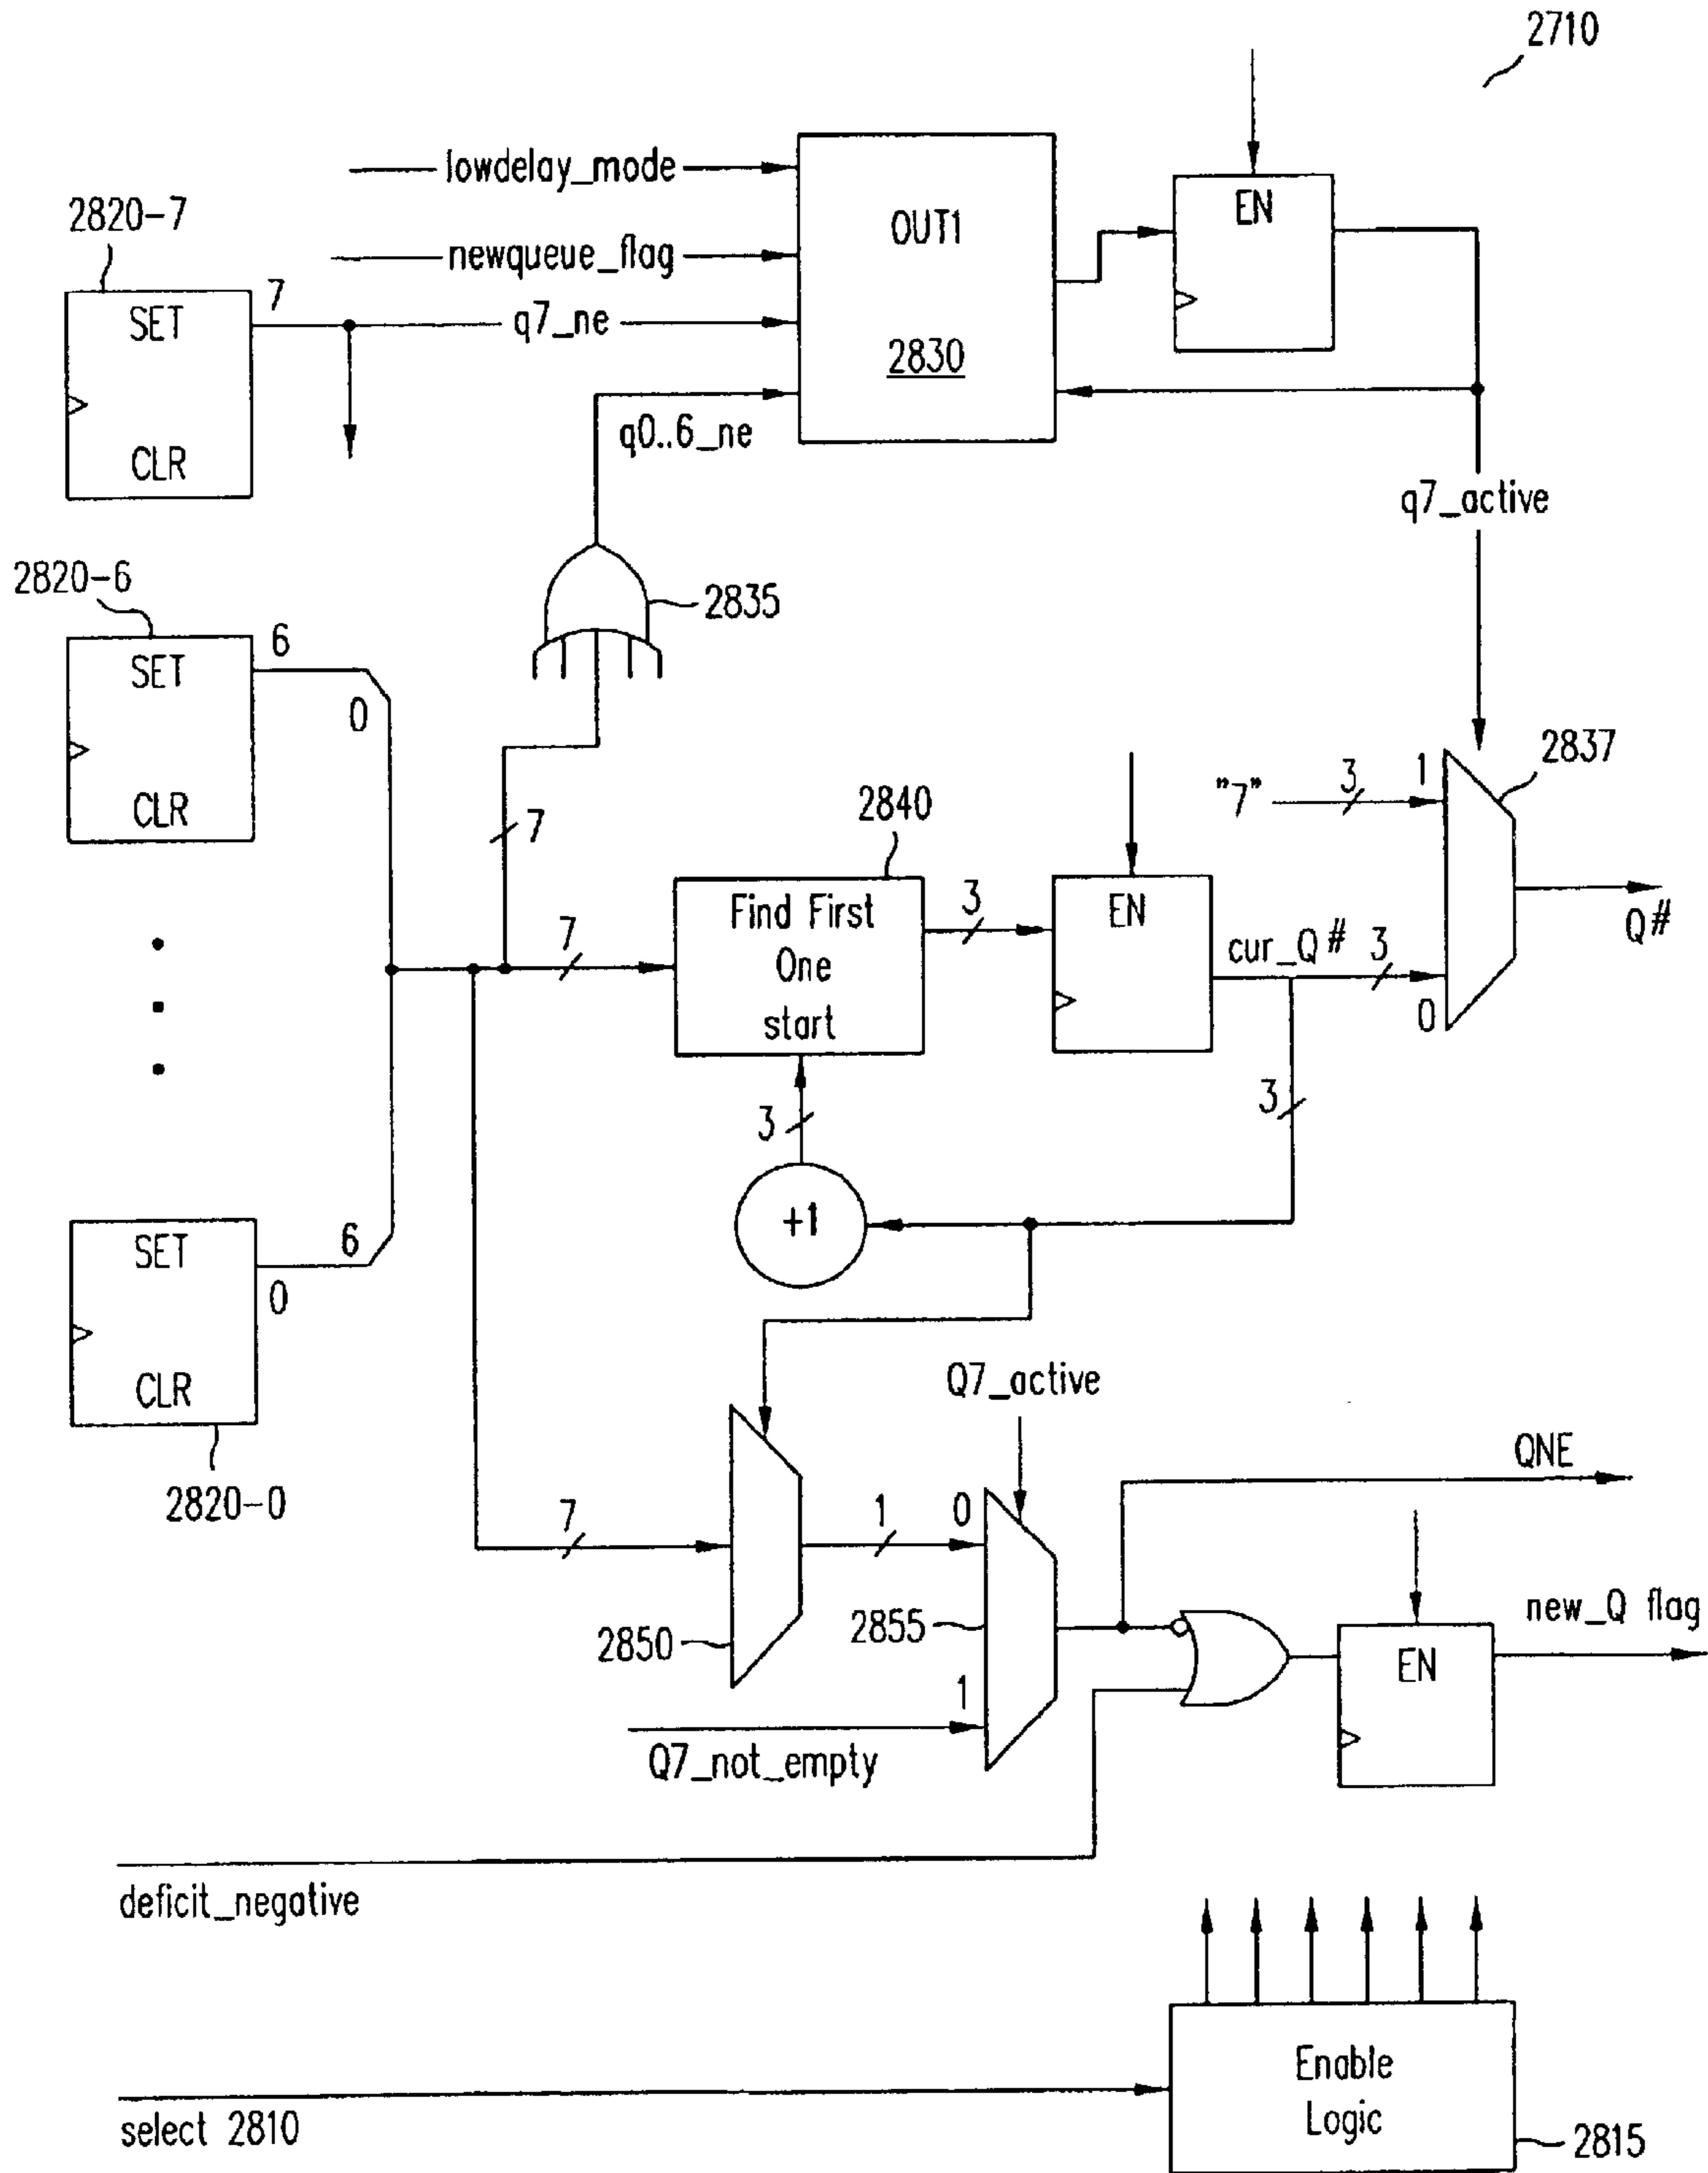 2710
lowdelay_mode
2820-7
OUT1
EN
newqueue_flag
7
SET
q7_ne
2830
CLR
q0..6_ne
q7_active
2820-6
2835
6
SET
0
2837
CLR
"7"
3
1
2840
7
Find First
One
start
3
EN
7
cur_Q#
3
Q#
0
3
3
SET
6
+1
0
CLR
Q7_active
2820-0
QNE
7
1
0
new_Q flag
2850
2855
EN
1
Q7_not_empty
deficit_negative
Enable
Logic
select 2810
2815